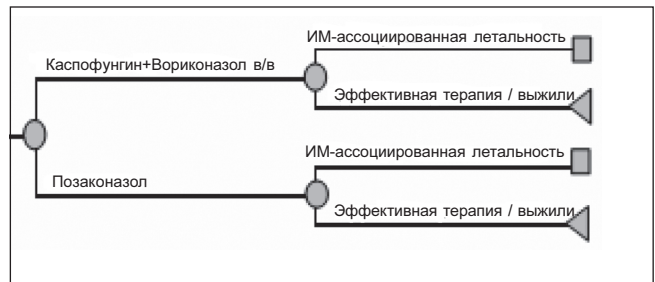 ИМ-ассоциированная летальность
Каспофунгин+Вориконазол в/в
Эффективная терапия / выжили
ИМ-ассоциированная летальность
Позаконазол
Эффективная терапия / выжили